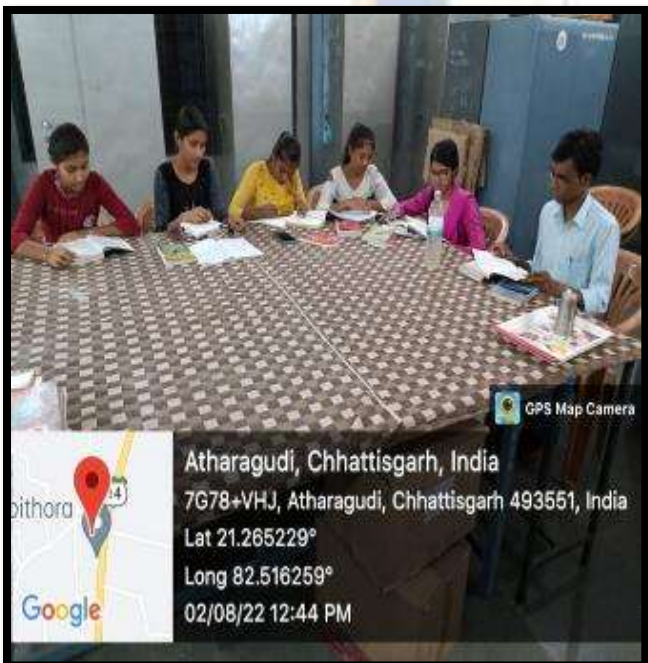 GPS Map Camera
Atharagudi, Chhattisgarh, India
7G78+VHJ, Atharagudi, Chhattisgarh 493551, India
Lat 21.265229°
Long 82.516259°
02/08/22 12:44 PM
Google